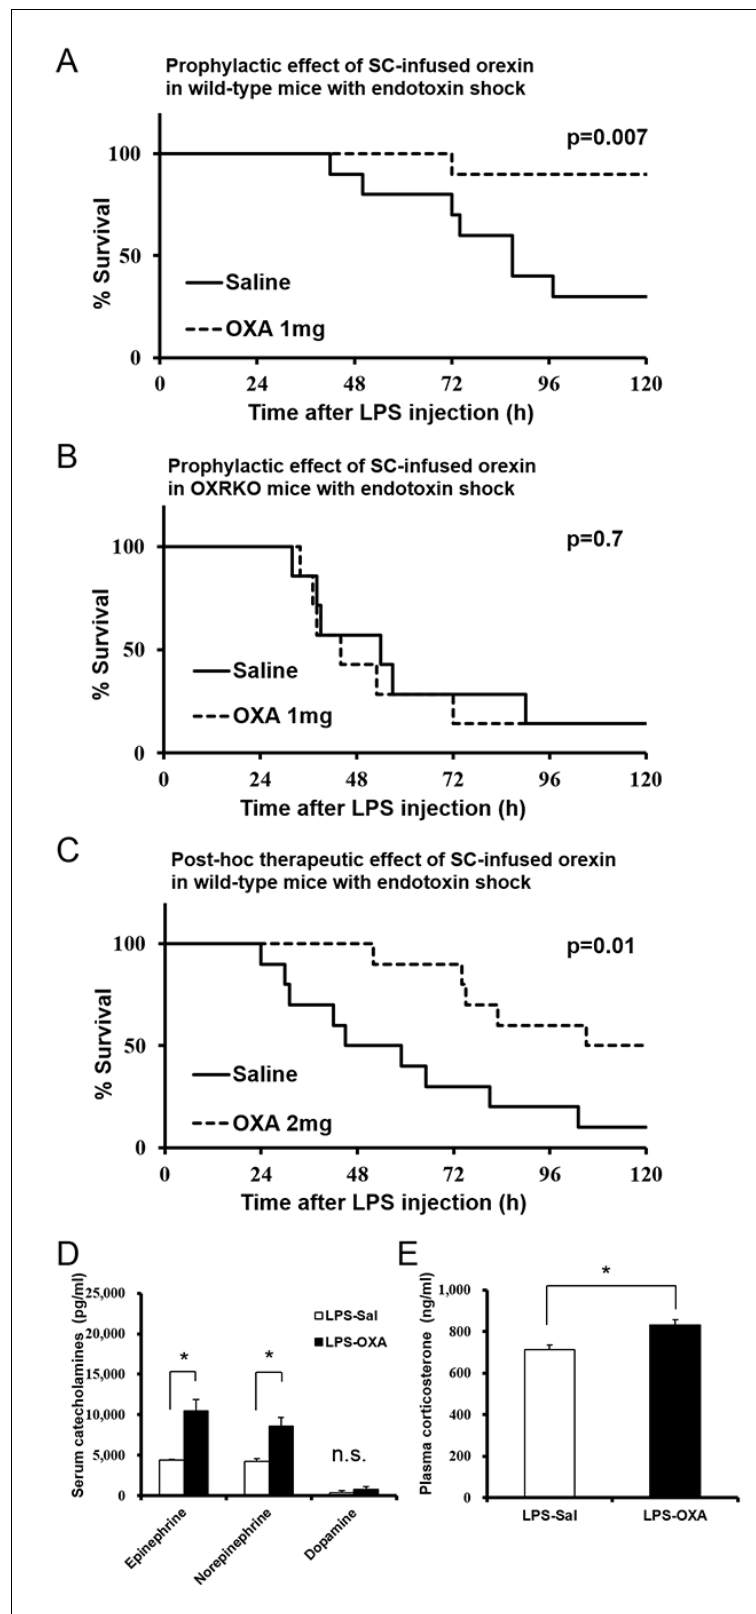 A
Prophylactic effect of SC-infused orexin
in wild-type mice with endotoxin shock
p=0.007
100
50
0
% Survival
Saline
OXA 1mg
0 24 48 72 96 120
Time after LPS injection (h)
B
Prophylactic effect of SC-infused orexin
in OXRKO mice with endotoxin shock
p=0.7
100
50
0
% Survival
Saline
OXA 1mg
0 24 48 72 96 120
Time after LPS injection (h)
C
Post-hoc therapeutic effect of SC-infused orexin
in wild-type mice with endotoxin shock
p=0.01
100
50
0
% Survival
Saline
OXA 2mg
0 24 48 72 96 120
Time after LPS injection (h)
D
Serum catecholamines (pg/ml)
25,000
20,000
15,000
10,000
5,000
0
LPS-Sal
LPS-OXA
*
*
n.s.
Epinephrine
Norepinephrine
Dopamine
E
Plasma corticosterone (ng/ml)
1,000
800
600
400
200
0
*
LPS-Sal LPS-OXA